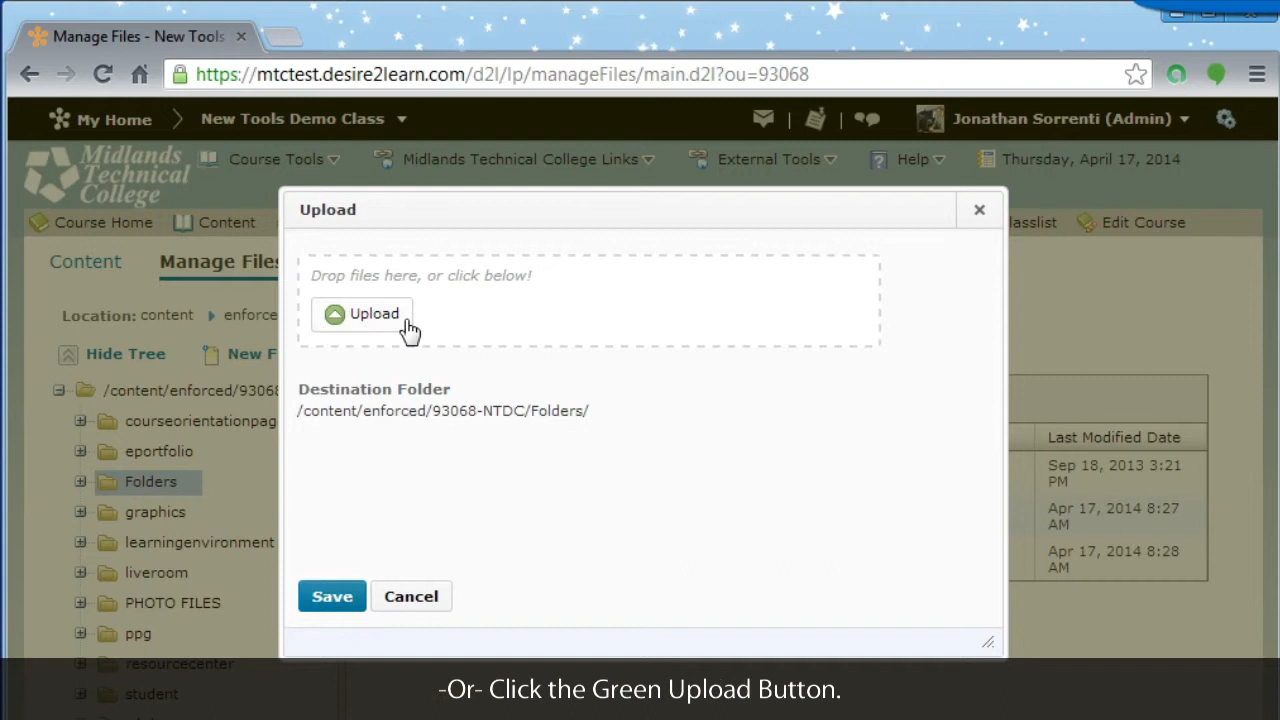 Manage Files - New Tools
https://mtctest.desire2learn.com/d2l/lp/manageFiles/main.d2l?ou=93068
My Home
New Tools Demo Class
Jonathan Sorrenti (Admin)
Midlands
Technical
College
Course Tools
Midlands Technical College Links
External Tools
Help
Thursday, April 17, 2014
Course Home
Content
lasslist
Edit Course
Content
Manage Files
Upload
Drop files here, or click below!
Upload
Location: content
enforce
Hide Tree
New F
Destination Folder
/content/enforced/93068-NTDC/Folders/
/content/enforced/93068
courseorientationpag
eportfolio
Folders
graphics
learningenvironment
liveroom
PHOTO FILES
ppg
resourcecenter
student
Last Modified Date
Sep 18, 2013 3:21
PM
Apr 17, 2014 8:27
AM
Apr 17, 2014 8:28
AM
Save
Cancel
-Or- Click the Green Upload Button.